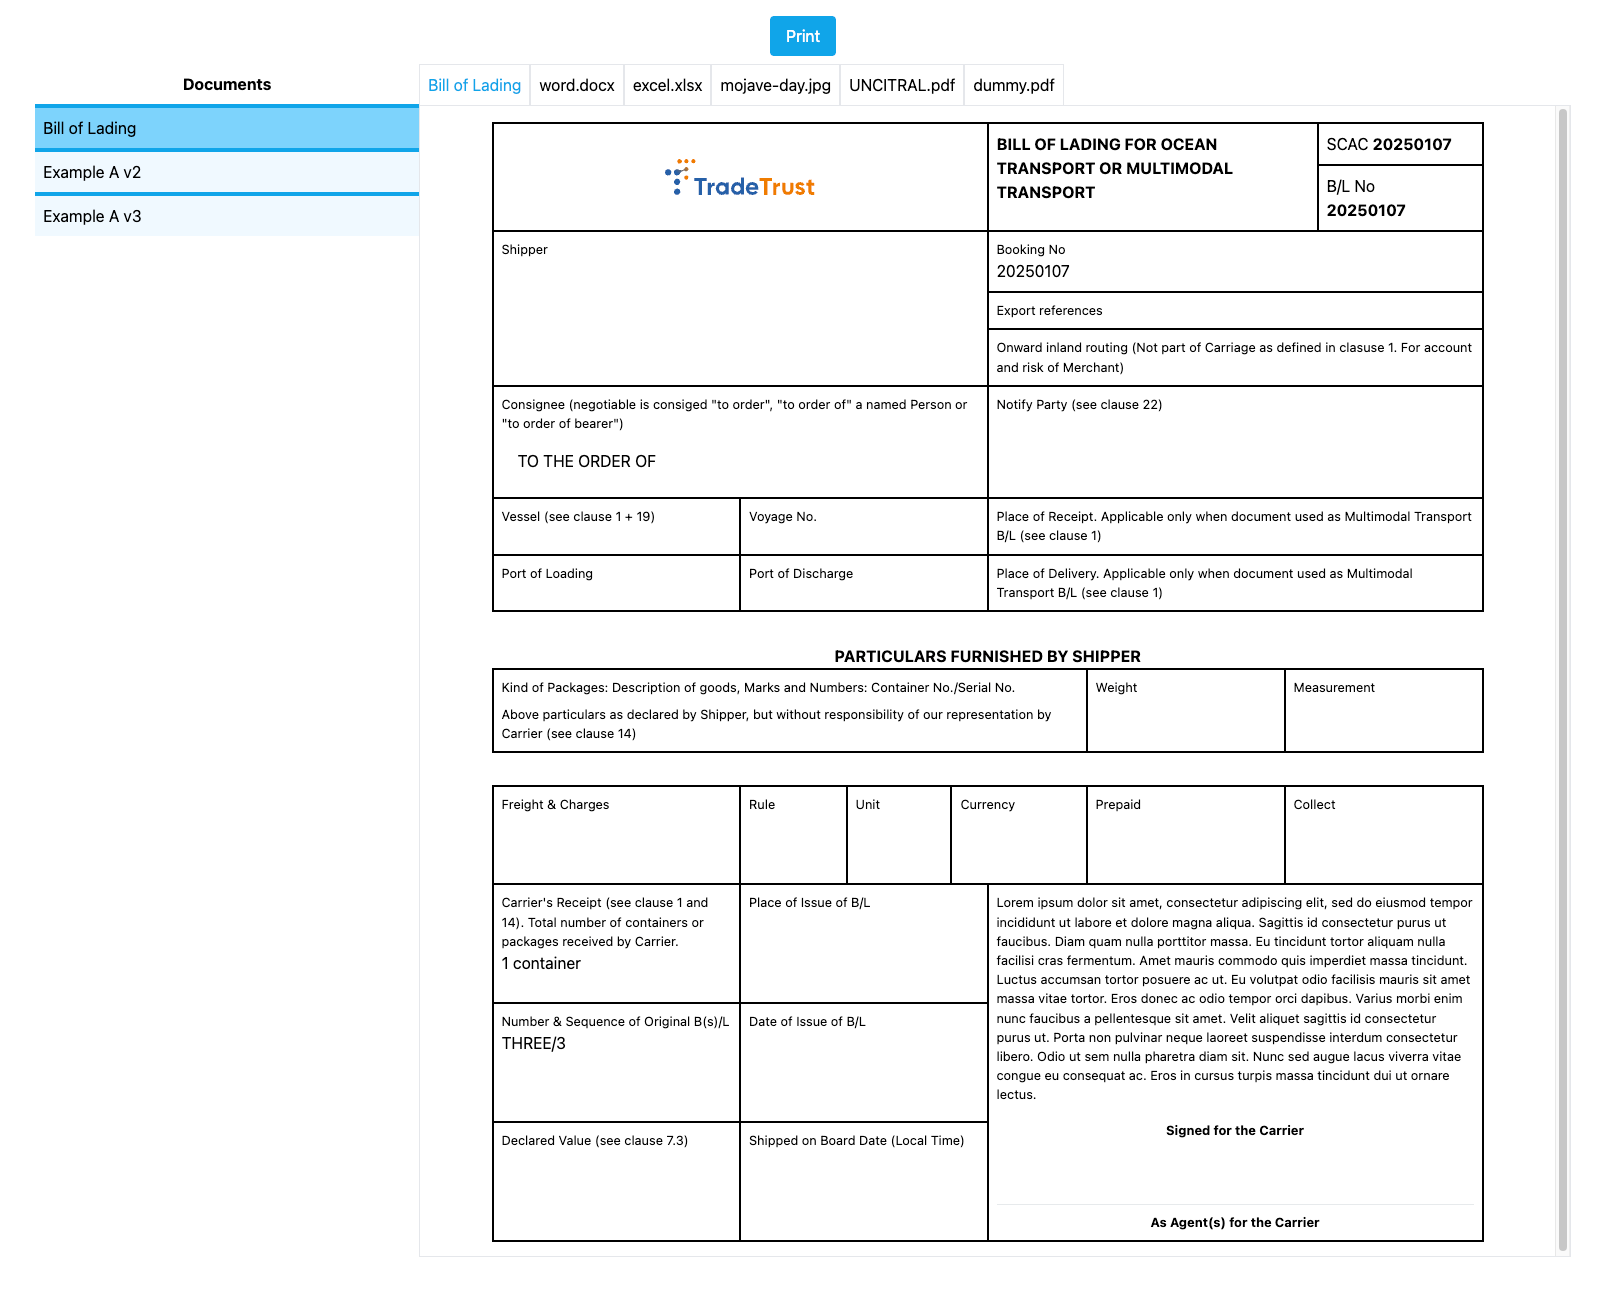 Print
Documents
Bill of Lading
Example A v2
Example A v3
Bill of Lading
word.docx
excel.xlsx
mojave-day.jpg
UNCITRAL.pdf
dummy.pdf
TradeTrust
BILL OF LADING FOR OCEAN
TRANSPORT OR MULTIMODAL
TRANSPORT
SCAC 20250107
B/L No
20250107
Shipper
Booking No
20250107
Export references
Onward inland routing (Not part of Carriage as defined in clasuse 1. For account
and risk of Merchant)
Consignee (negotiable is consiged "to order", "to order of" a named Person or
"to order of bearer")
TO THE ORDER OF
Notify Party (see clause 22)
Vessel (see clause 1 + 19)
Voyage No.
Place of Receipt. Applicable only when document used as Multimodal Transport
B/L (see clause 1)
Port of Loading
Port of Discharge
Place of Delivery. Applicable only when document used as Multimodal
Transport B/L (see clause 1)
PARTICULARS FURNISHED BY SHIPPER
Kind of Packages: Description of goods, Marks and Numbers: Container No./Serial No.
Above particulars as declared by Shipper, but without responsibility of our representation by
Carrier (see clause 14)
Weight
Measurement
Freight & Charges
Rule
Unit
Currency
Prepaid
Collect
Carrier's Receipt (see clause 1 and
14). Total number of containers or
packages received by Carrier.
1 container
Place of Issue of B/L
Number & Sequence of Original B(s)/L
THREE/3
Date of Issue of B/L
Declared Value (see clause 7.3)
Shipped on Board Date (Local Time)
Lorem ipsum dolor sit amet, consectetur adipiscing elit, sed do eiusmod tempor
incididunt ut labore et dolore magna aliqua. Sagittis id consectetur purus ut
faucibus. Diam quam nulla porttitor massa. Eu tincidunt tortor aliquam nulla
facilisi cras fermentum. Amet mauris commodo quis imperdiet massa tincidunt.
Luctus accumsan tortor posuere ac ut. Eu volutpat odio facilisis mauris sit amet
massa vitae tortor. Eros donec ac odio tempor orci dapibus. Varius morbi enim
nunc faucibus a pellentesque sit amet. Velit aliquet sagittis id consectetur
purus ut. Porta non pulvinar neque laoreet suspendisse interdum consectetur
libero. Odio ut sem nulla pharetra diam sit. Nunc sed augue lacus viverra vitae
congue eu consequat ac. Eros in cursus turpis massa tincidunt dui ut ornare
lectus.
Signed for the Carrier
As Agent(s) for the Carrier